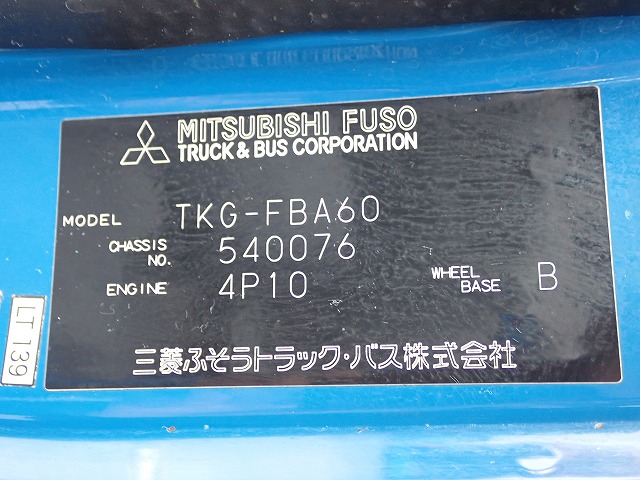 MITSUBISHI FUSO
TRUCK & BUS CORPORATION
MODEL TKG-FBA60
CHASSIS NO. 540076
ENGINE 4P10 WHEEL BASE B
三菱ふそうトラック・バス株式会社
LT139